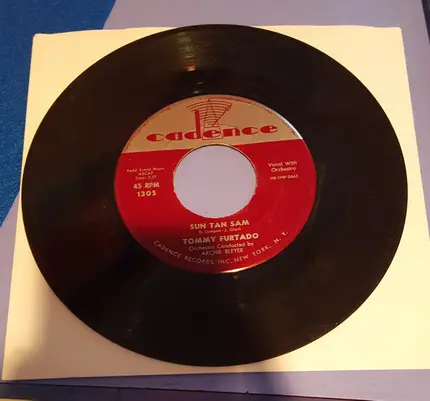 cadence
ASCAP
45 RPM
1305
Vocal With
Orchestra
SUN TAN SAM
TOMMY FURTADO
Orchestra Conducted by
ARCHIE BLEYER
CADENCE RECORDS INC. NEW YORK, N. Y.